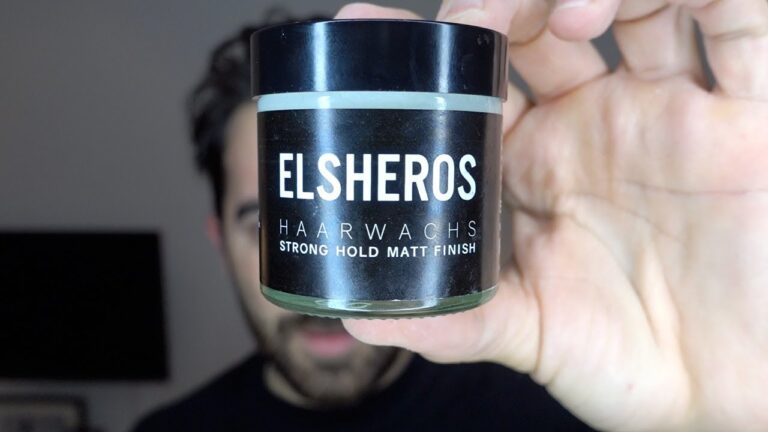 ELSHEROS
HAARWACHS
STRONG HOLD MATT FINISH